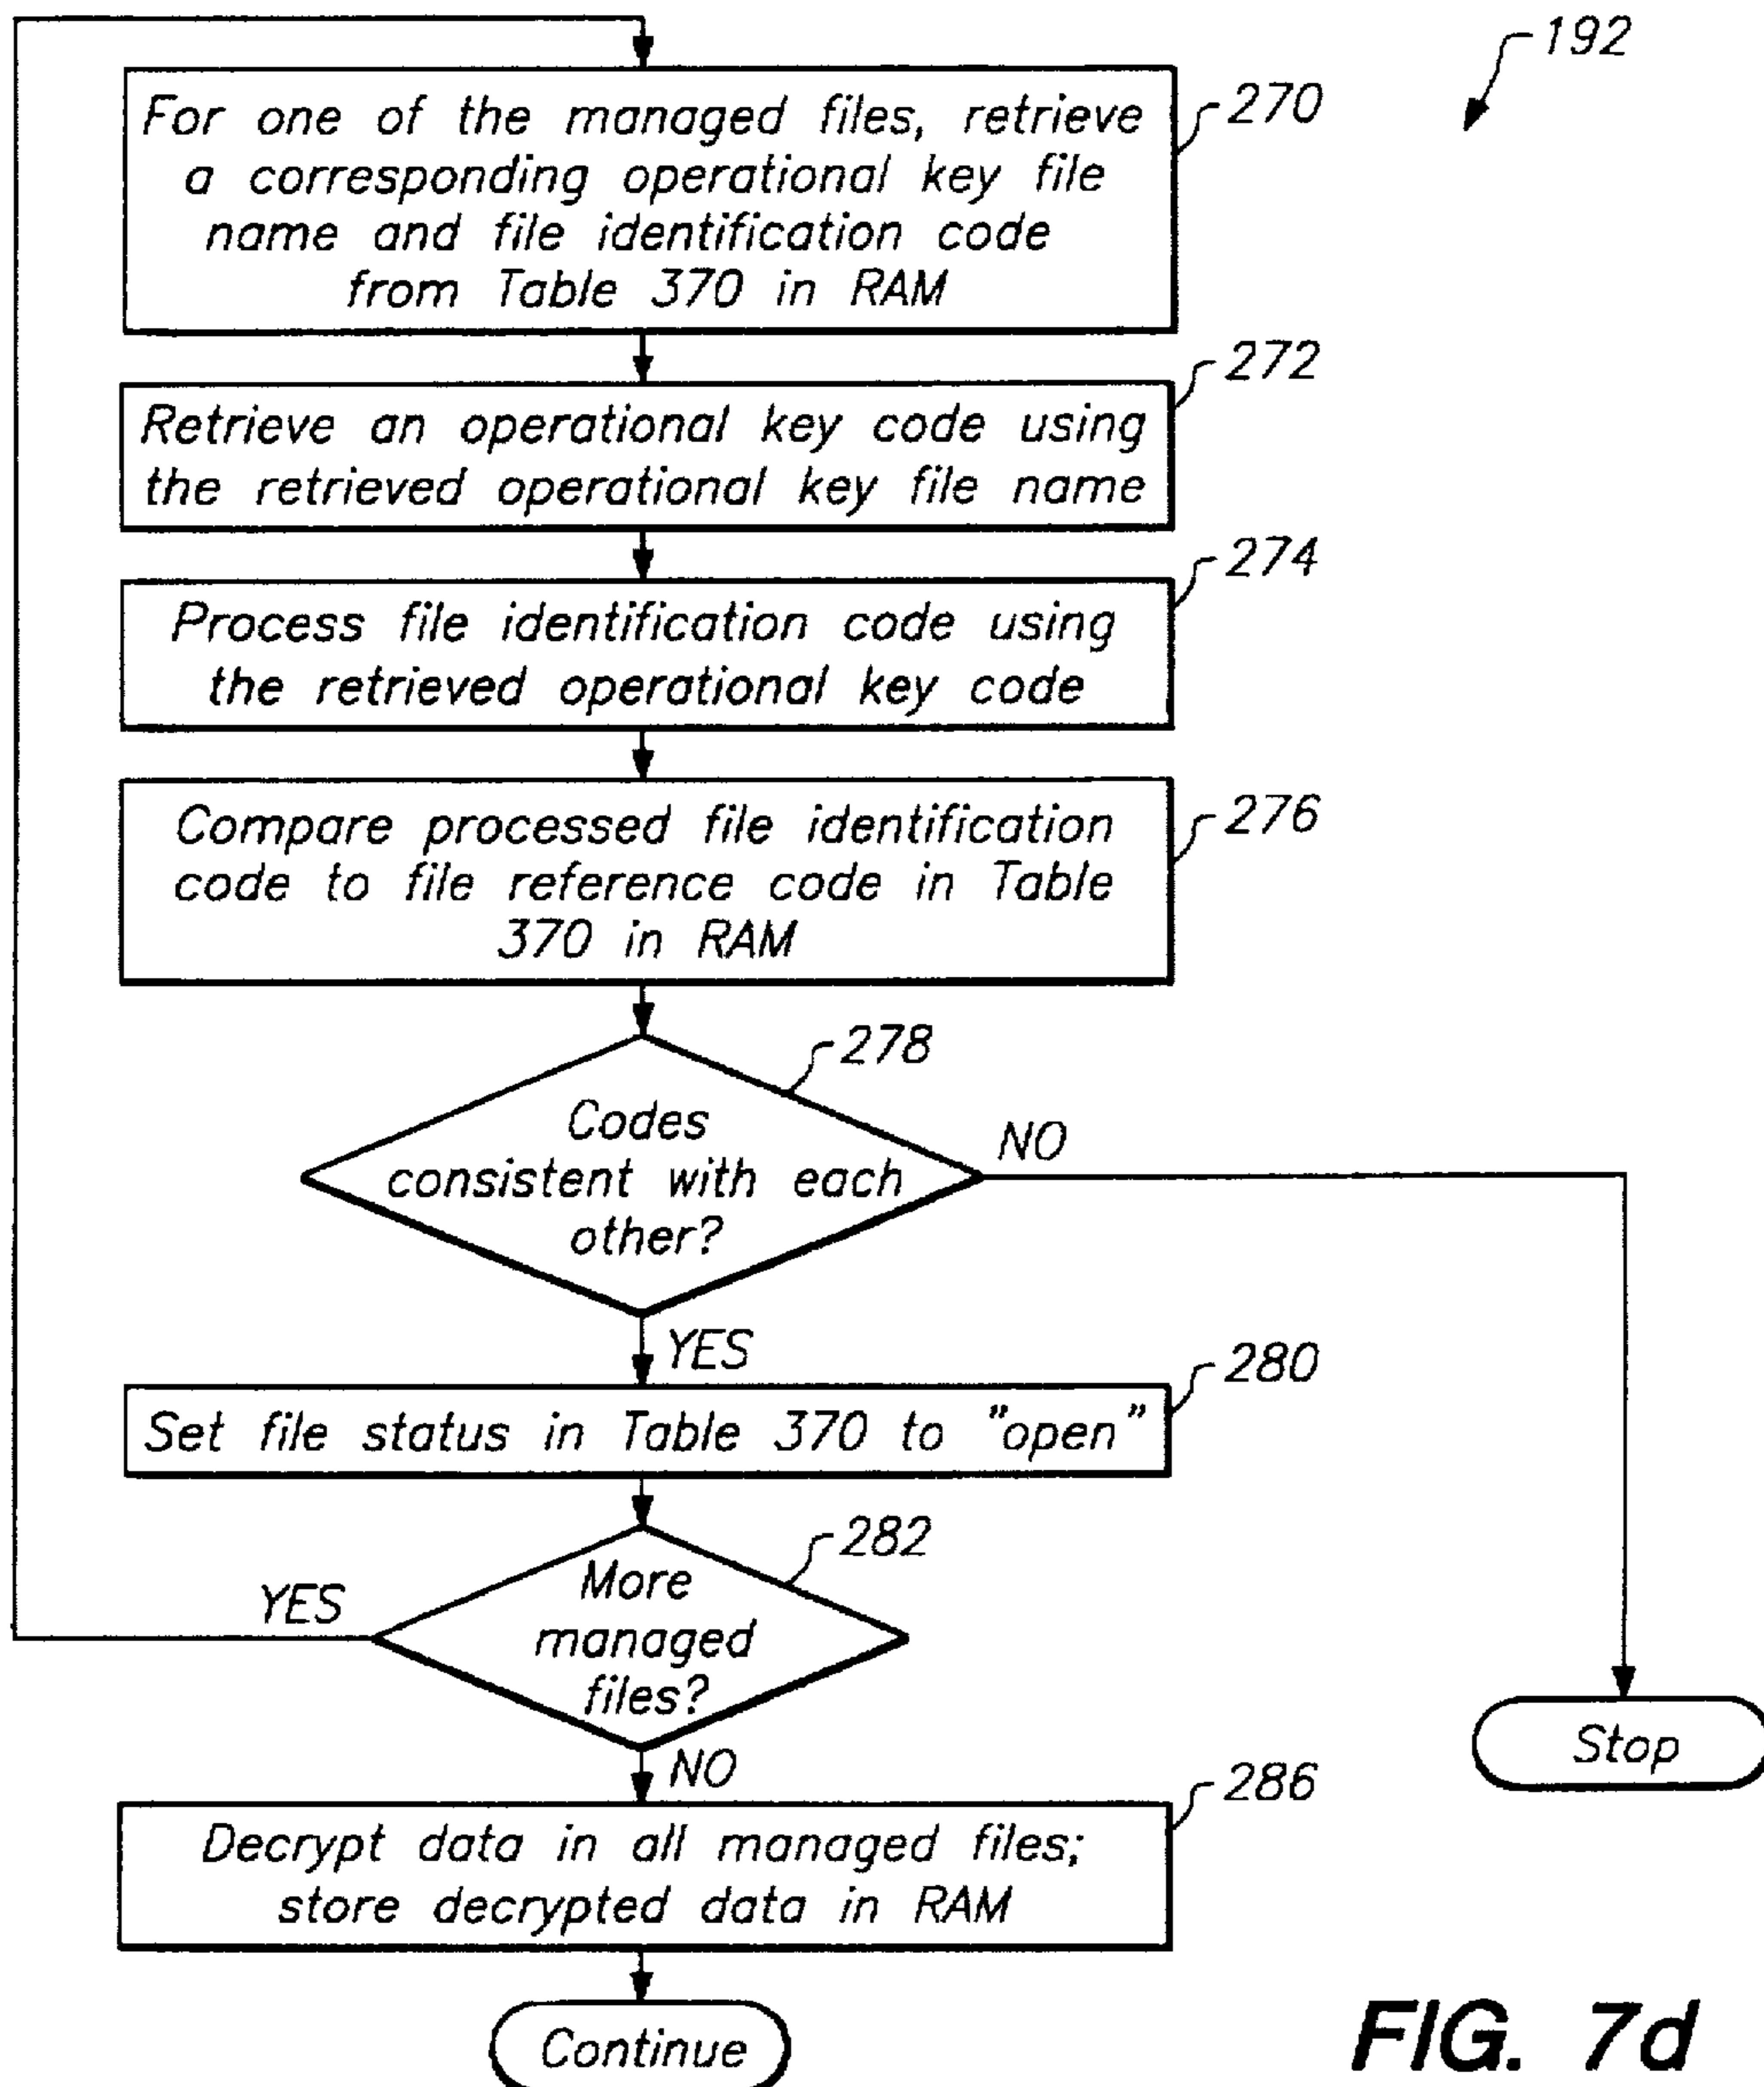 192
For one of the managed files, retrieve
a corresponding operational key file
name and file identification code
from Table 370 in RAM
270
Retrieve an operational key code using
the retrieved operational key file name
272
Process file identification code using
the retrieved operational key code
274
Compare processed file identification
code to file reference code in Table
370 in RAM
276
Codes
consistent with each
other?
278
NO
YES
Set file status in Table 370 to "open"
280
More
managed
files?
282
YES
NO
Stop
Decrypt data in all managed files;
store decrypted data in RAM
286
Continue
FIG. 7d